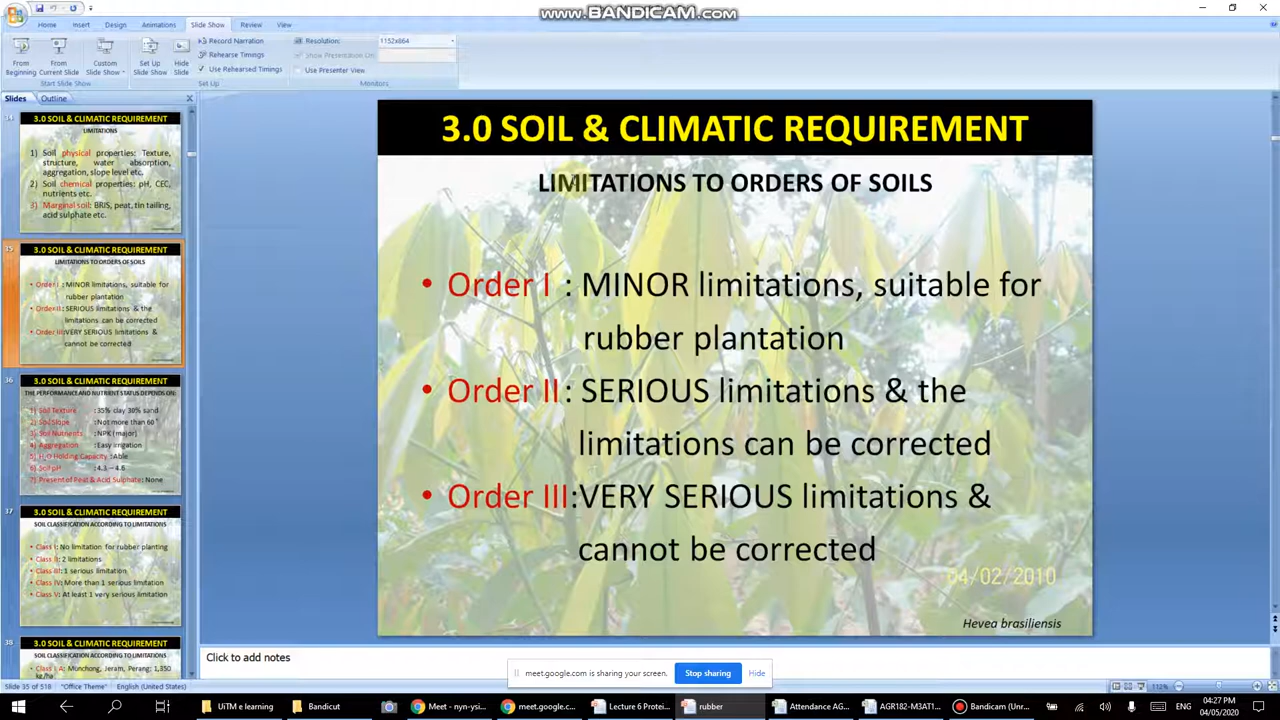 www.BANDICAM.com
Home Insert Design Animations Slide Show Review View
Record Narration
Rehearse Timings
Use Rehearsed Timings
Resolution: 1152x864
Show Presentation On:
Use Presenter View
From Beginning
From Current Slide
Custom Slide Show
Set Up Slide Show
Hide Slide
Start Slide Show Set Up Monitors
Slides Outline
34
3.0 SOIL & CLIMATIC REQUIREMENT
LIMITATIONS
1) Soil physical properties: Texture,
structure, water absorption,
aggregation, slope level etc.
2) Soil chemical properties: pH, CEC,
nutrients etc.
3) Marginal soil: BRIS, peat, tin tailing,
acid sulphate etc.
35
3.0 SOIL & CLIMATIC REQUIREMENT
LIMITATIONS TO ORDERS OF SOILS
• Order I : MINOR limitations, suitable for
rubber plantation
• Order II : SERIOUS limitations & the
limitations can be corrected
• Order III:VERY SERIOUS limitations &
cannot be corrected
36
3.0 SOIL & CLIMATIC REQUIREMENT
THE PERFORMANCE AND NUTRIENT STATUS DEPENDS ON:
1) Soil Texture : 35% clay 30% sand
2) Soil Slope : Not more than 60°
3) Soil Nutrients : NPK (major)
4) Aggregation : Easy irrigation
5) H2O Holding Capacity : Able
6) Soil pH : 4.3 – 4.6
7) Present of Peat & Acid Sulphate: None
37
3.0 SOIL & CLIMATIC REQUIREMENT
SOIL CLASSIFICATION ACCORDING TO LIMITATIONS
• Class I: No limitation for rubber planting
• Class II: 2 limitations
• Class III: 1 serious limitation
• Class IV: More than 1 serious limitation
• Class V: At least 1 very serious limitation
38
3.0 SOIL & CLIMATIC REQUIREMENT
SOIL CLASSIFICATION ACCORDING TO LIMITATIONS
• Class I A: Munchong, Jeram, Perang: 1,350
kg/ha
3.0 SOIL & CLIMATIC REQUIREMENT
LIMITATIONS TO ORDERS OF SOILS
• Order I : MINOR limitations, suitable for
rubber plantation
• Order II : SERIOUS limitations & the
limitations can be corrected
• Order III:VERY SERIOUS limitations &
cannot be corrected
04/02/2010
Hevea brasiliensis
Click to add notes
meet.google.com is sharing your screen. Stop sharing Hide
Slide 35 of 518 "Office Theme" English (United States) 112%
UiTM e learning Bandicut Meet - nyn-ysi... meet.google.co... Lecture 6 Protei... rubber Attendance AG... AGR182-M3AT1... Bandicam (Unr...
04:27 PM
04/05/2020